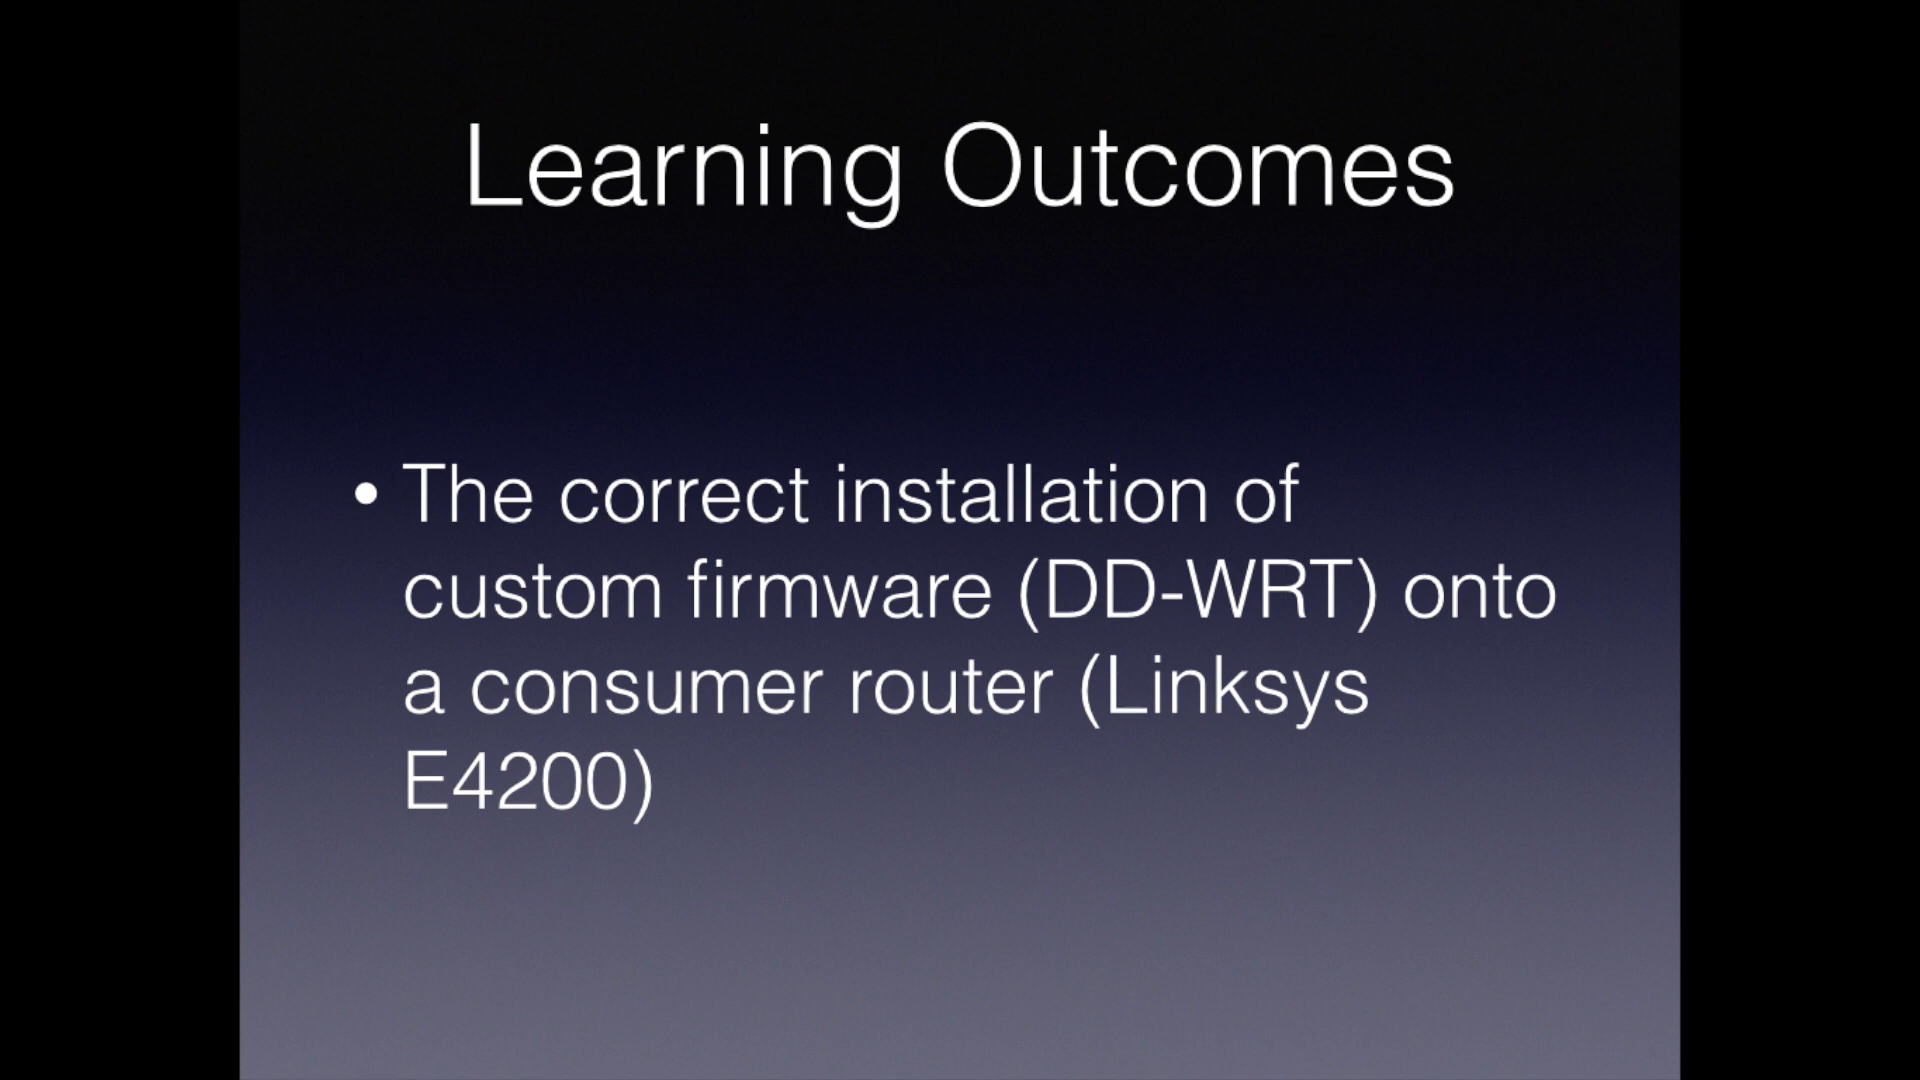 Learning Outcomes
• The correct installation of
custom firmware (DD-WRT) onto
a consumer router (Linksys
E4200)